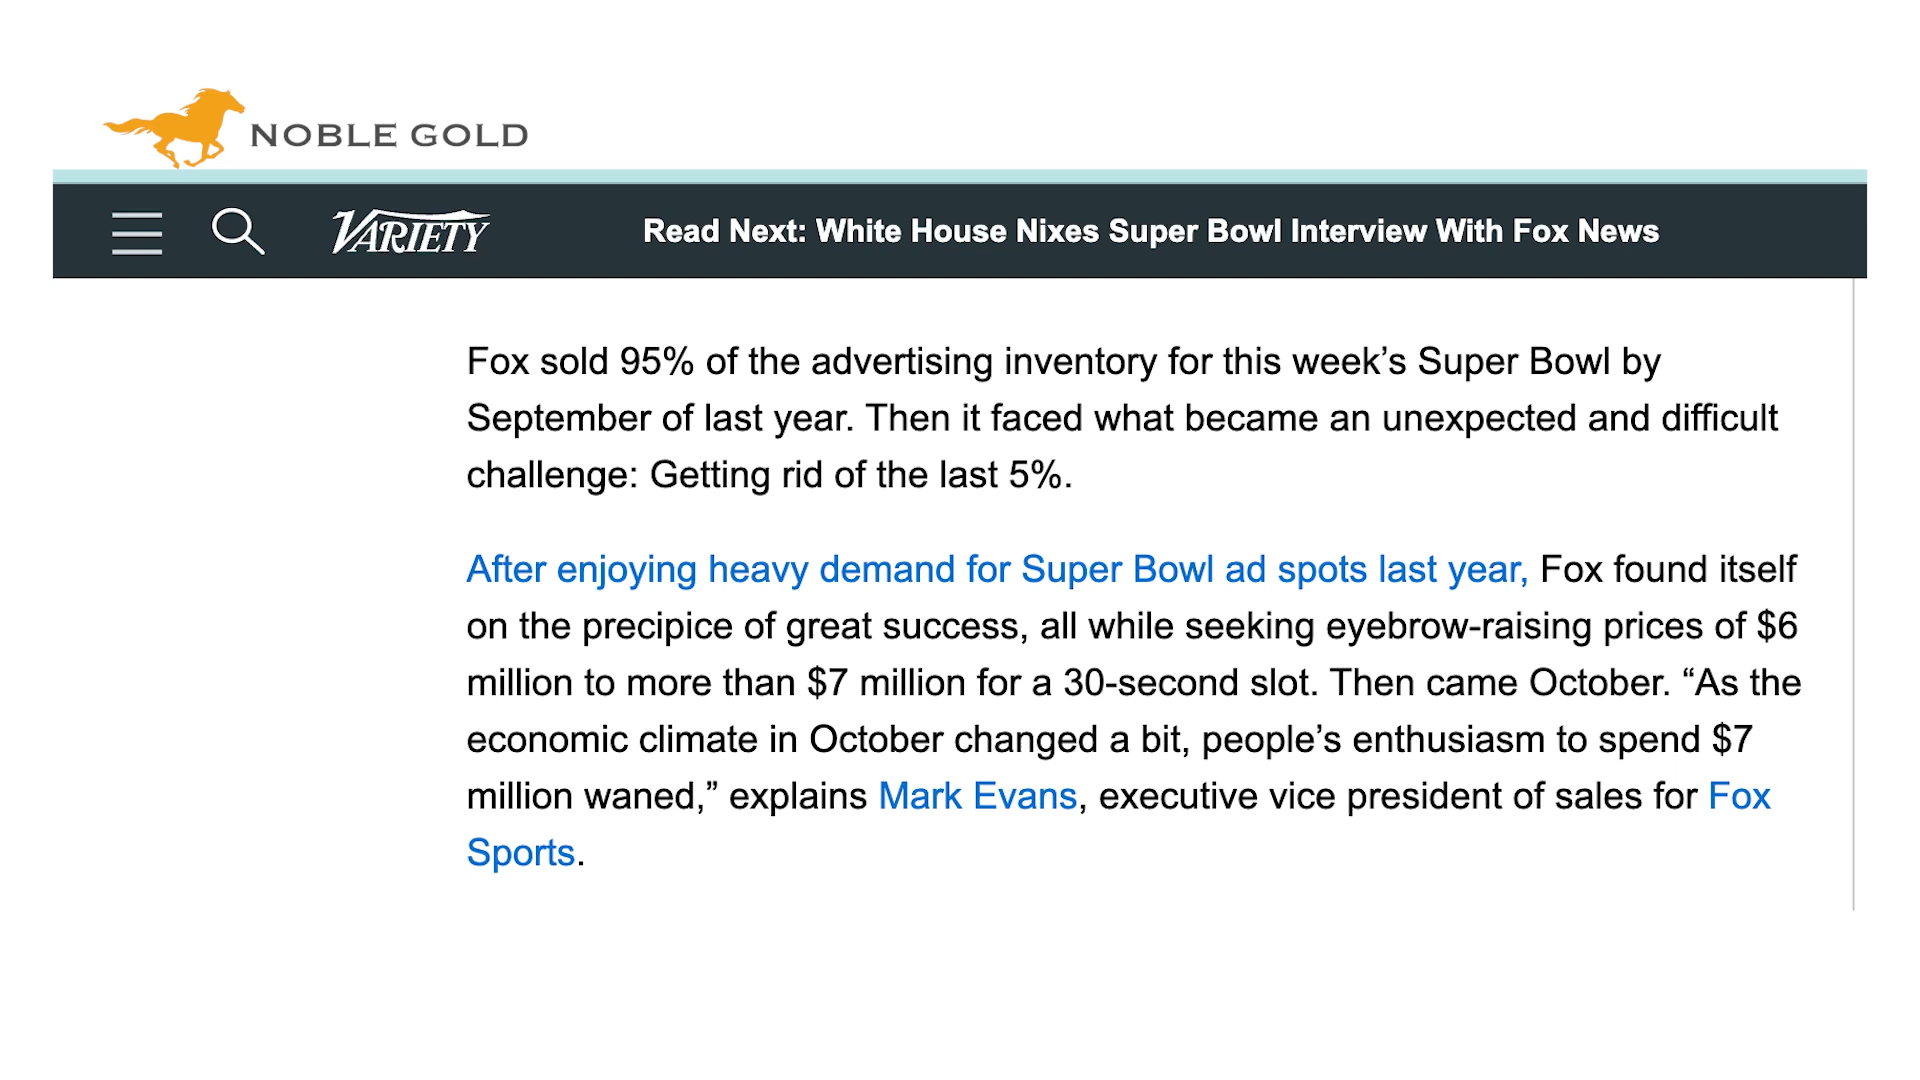 NOBLE GOLD
VARIETY
Read Next: White House Nixes Super Bowl Interview With Fox News
Fox sold 95% of the advertising inventory for this week’s Super Bowl by
September of last year. Then it faced what became an unexpected and difficult
challenge: Getting rid of the last 5%.
After enjoying heavy demand for Super Bowl ad spots last year, Fox found itself
on the precipice of great success, all while seeking eyebrow-raising prices of $6
million to more than $7 million for a 30-second slot. Then came October. “As the
economic climate in October changed a bit, people’s enthusiasm to spend $7
million waned,” explains Mark Evans, executive vice president of sales for Fox
Sports.